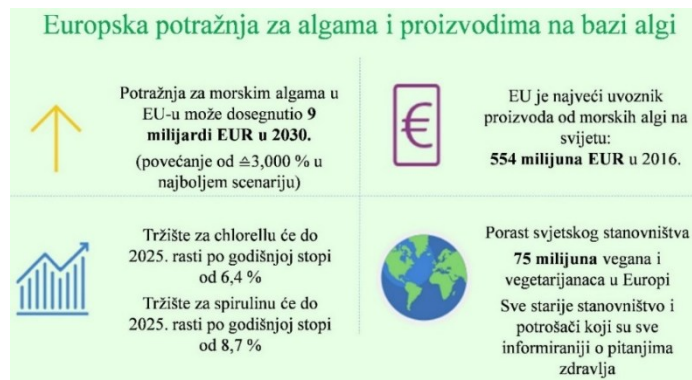 Europska potražnja za algama i proizvodima na bazi algi
Potražnja za morskim algama u
EU-u može dosegnutio 9
milijardi EUR u 2030.
(povećanje od ≙3,000 % u
najboljem scenariju)
€
EU je najveći uvoznik
proizvođa od morskih algi na
svijetu:
554 milijuna EUR u 2016.
Tržište za chlorellu će do
2025. rasti po godišnjoj stopi
od 6,4 %
Tržište za spirulinu će do
2025. rasti po godišnjoj stopi
od 8,7 %
Porast svjetskog stanovništva
75 milijuna vegana i
vegetarijanaca u Europi
Sve starije stanovništvo i
potrošači koji su sve
informiraniji o pitanjima
zdravlja